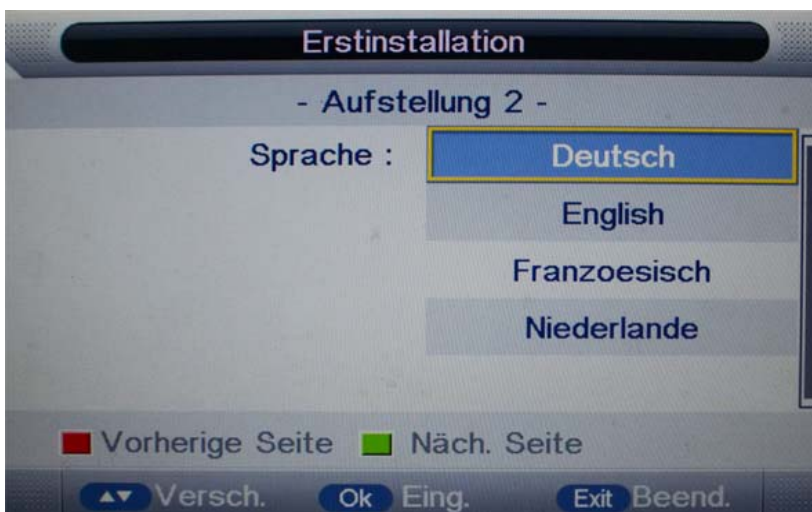 Erstinstallation
- Aufstellung 2 -
Sprache : Deutsch
English
Franzoesisch
Niederlande
Vorherige Seite Näch. Seite
▲▼ Versch. Ok Eing. Exit Beend.